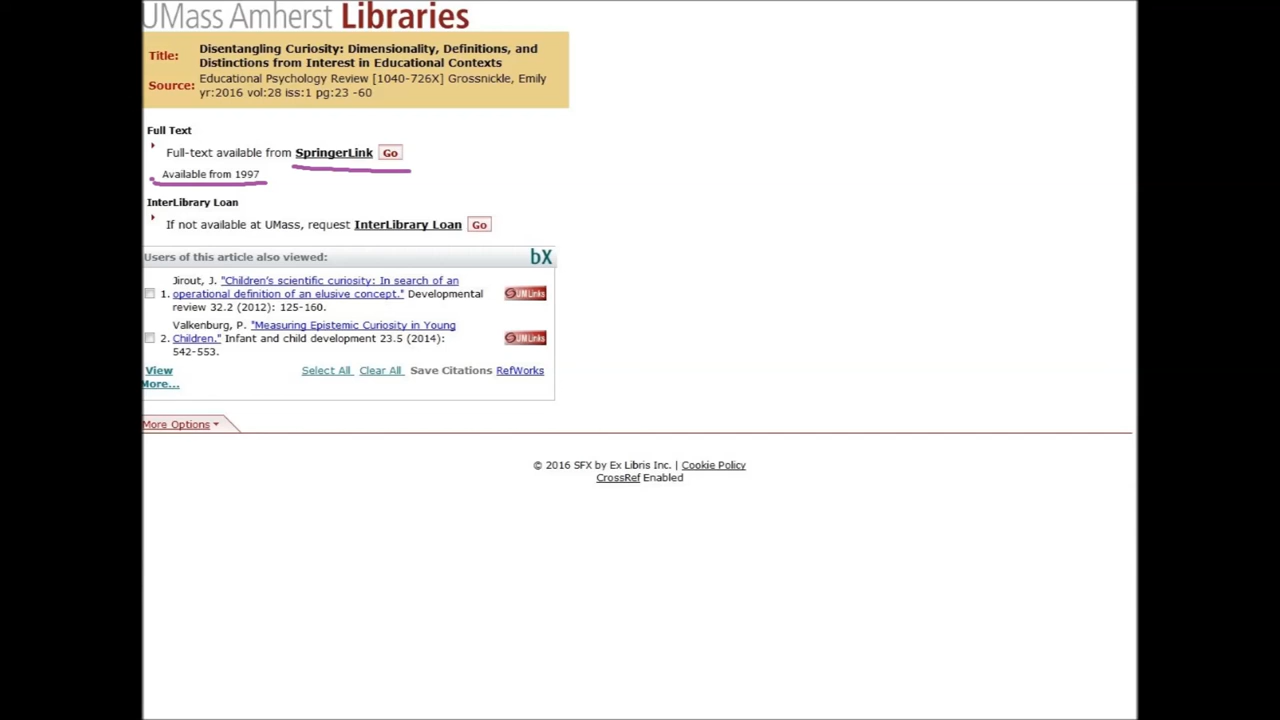 UMass Amherst Libraries
Title: Disentangling Curiosity: Dimensionality, Definitions, and
Distinctions from Interest in Educational Contexts
Source: Educational Psychology Review [1040-726X] Grossnickle, Emily
yr:2016 vol:28 iss:1 pg:23 -60
Full Text
Full-text available from SpringerLink Go
Available from 1997
InterLibrary Loan
If not available at UMass, request InterLibrary Loan Go
Users of this article also viewed: bX
Jirout, J. "Children's scientific curiosity: In search of an
1. operational definition of an elusive concept." Developmental UM Links
review 32.2 (2012): 125-160.
Valkenburg, P. "Measuring Epistemic Curiosity in Young
2. Children." Infant and child development 23.5 (2014): UM Links
542-553.
View Select All Clear All Save Citations RefWorks
More...
More Options
© 2016 SFX by Ex Libris Inc. | Cookie Policy
CrossRef Enabled